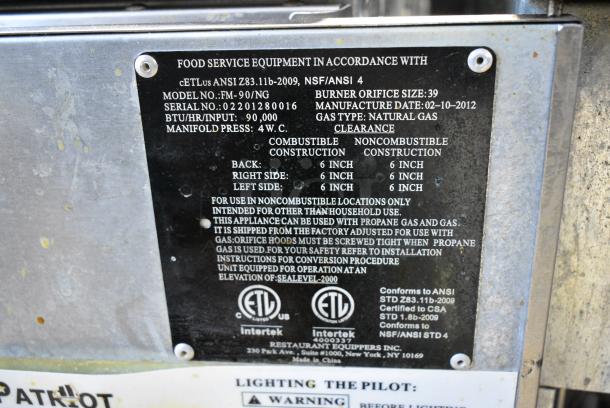 FOOD SERVICE EQUIPMENT IN ACCORDANCE WITH
cETLus ANSI Z83.11b-2009, NSF/ANSI 4
MODEL NO.:FM-90/NG BURNER ORIFICE SIZE:39
SERIAL NO.:02201280016 MANUFACTURE DATE:02-10-2012
BTU/HR/INPUT: 90,000 GAS TYPE: NATURAL GAS
MANIFOLD PRESS: 4 W.C. CLEARANCE
COMBUSTIBLE NONCOMBUSTIBLE
CONSTRUCTION CONSTRUCTION
BACK: 6 INCH 6 INCH
RIGHT SIDE: 6 INCH 6 INCH
LEFT SIDE: 6 INCH 6 INCH
FOR USE IN NONCOMBUSTIBLE LOCATIONS ONLY
INTENDED FOR OTHER THAN HOUSEHOLD USE.
THIS APPLIANCE CAN BE USED WITH PROPANE GAS AND GAS.
IT IS SHIPPED FROM THE FACTORY ADJUSTED FOR USE WITH
GAS:ORIFICE HOODS MUST BE SCREWED TIGHT WHEN PROPANE
GAS IS USED.FOR YOUR SAFETY REFER TO INSTALLATION
INSTRUCTIONS FOR CONVERSION PROCEDURE
UNIT EQUIPPED FOR OPERATION AT AN
ELEVATION OF:SEALEVEL-2000
ETL
C LISTED US
Intertek
ETL
Intertek
4000337
Conforms to ANSI
STD Z83.11b-2009
Certified to CSA
STD 1.8b-2009
Conforms to
NSF/ANSI STD 4
RESTAURANT EQUIPPERS INC.
230 Park Ave. , Suite #1000, New York , NY 10169
Made in China
PATRIOT
LIGHTING THE PILOT:
WARNING
BEFORE LIGHTING